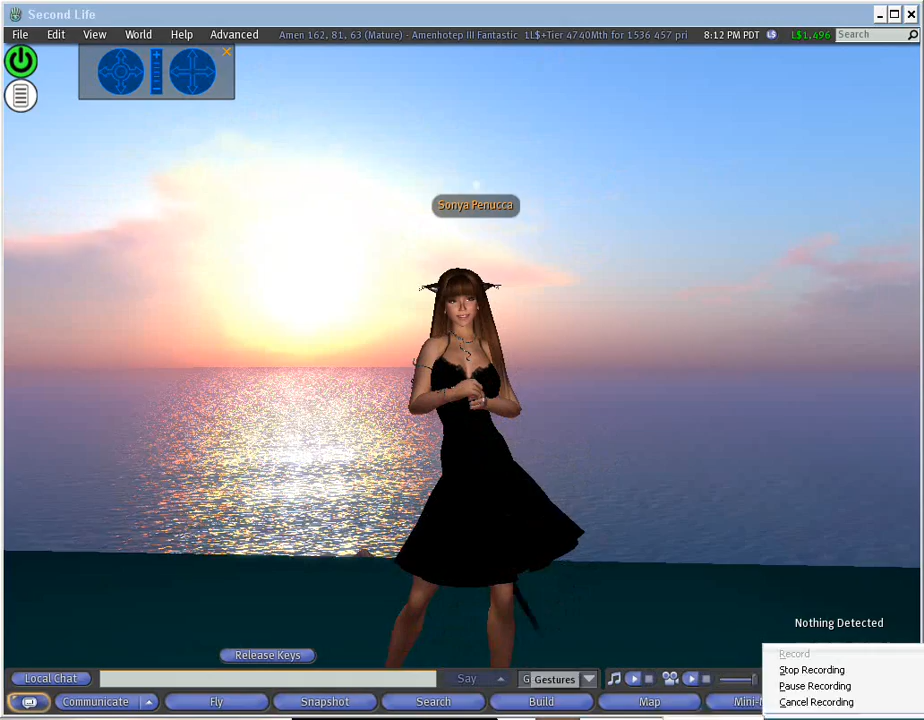 Second Life
File Edit View World Help Advanced Amen 162, 81, 63 (Mature) - Amenhotep III Fantastic 1L$+Tier 4740Mth for 1536 457 pri 8:12 PM PDT L$ L$1,496 Search
Sonya Penucca
Nothing Detected
Release Keys
Record
Stop Recording
Pause Recording
Cancel Recording
Local Chat Say G Gestures
Communicate Fly Snapshot Search Build Map Mini-